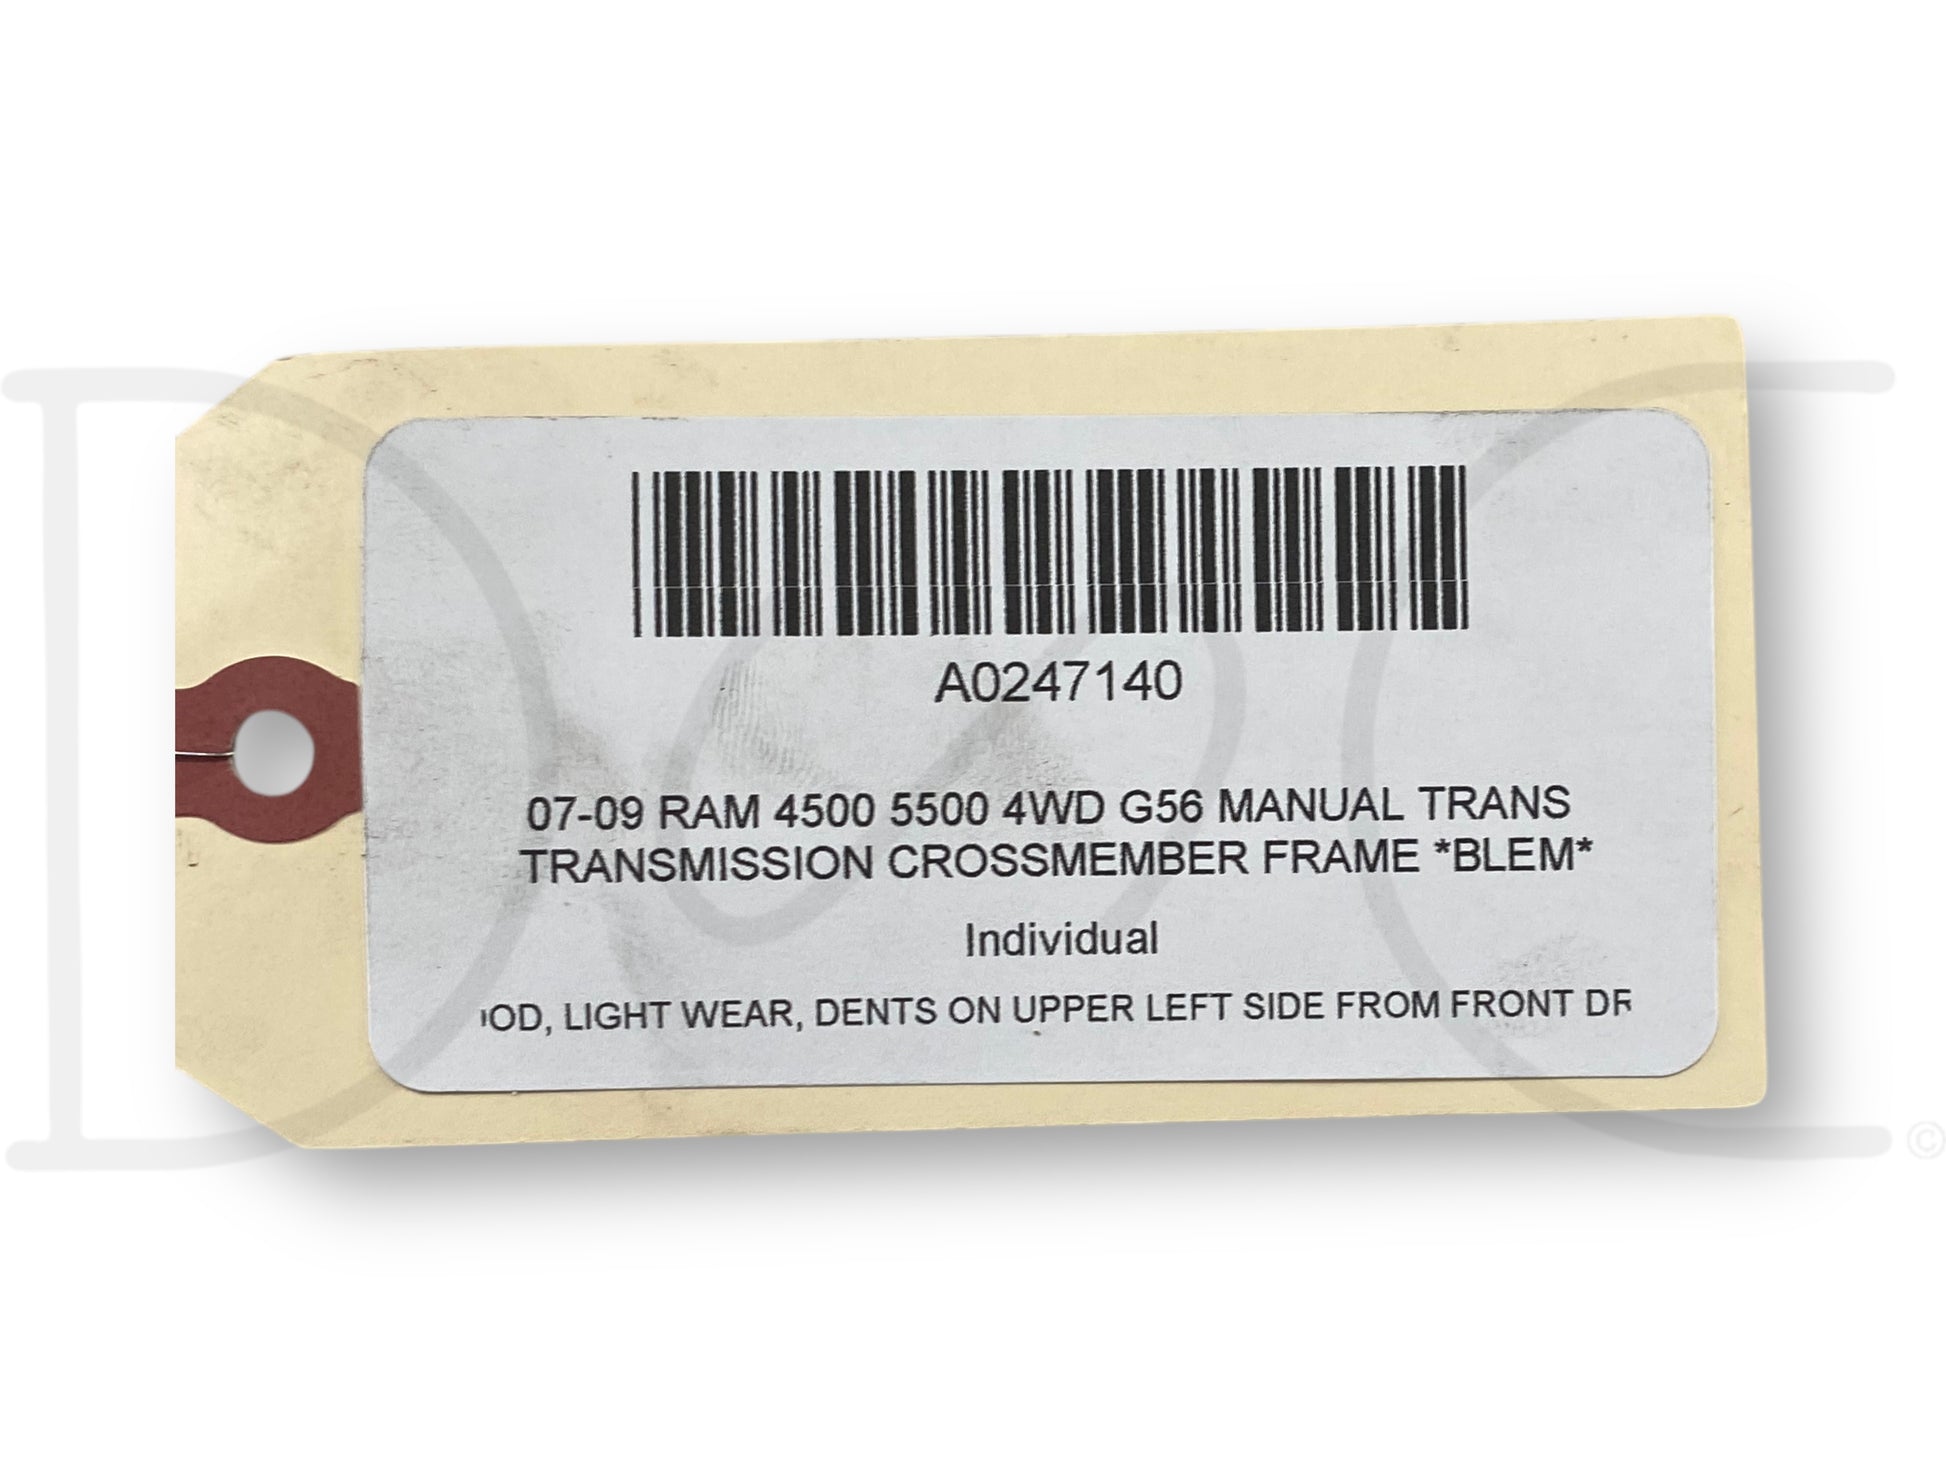 A0247140
07-09 RAM 4500 5500 4WD G56 MANUAL TRANS
TRANSMISSION CROSSMEMBER FRAME *BLEM*
Individual
OD, LIGHT WEAR, DENTS ON UPPER LEFT SIDE FROM FRONT DR
©